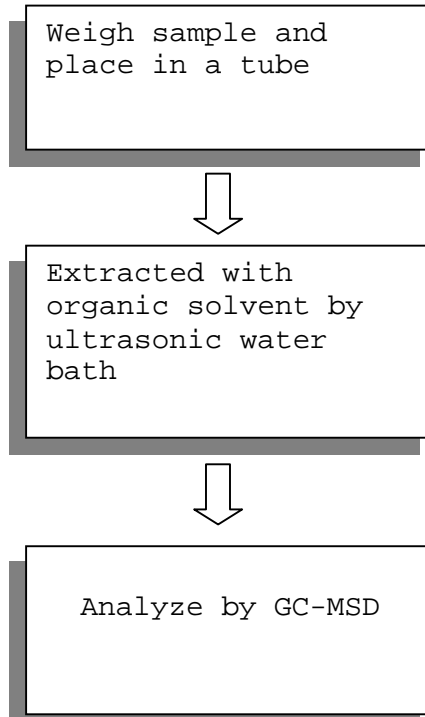 Weigh sample and
place in a tube
Extracted with
organic solvent by
ultrasonic water
bath
Analyze by GC-MSD